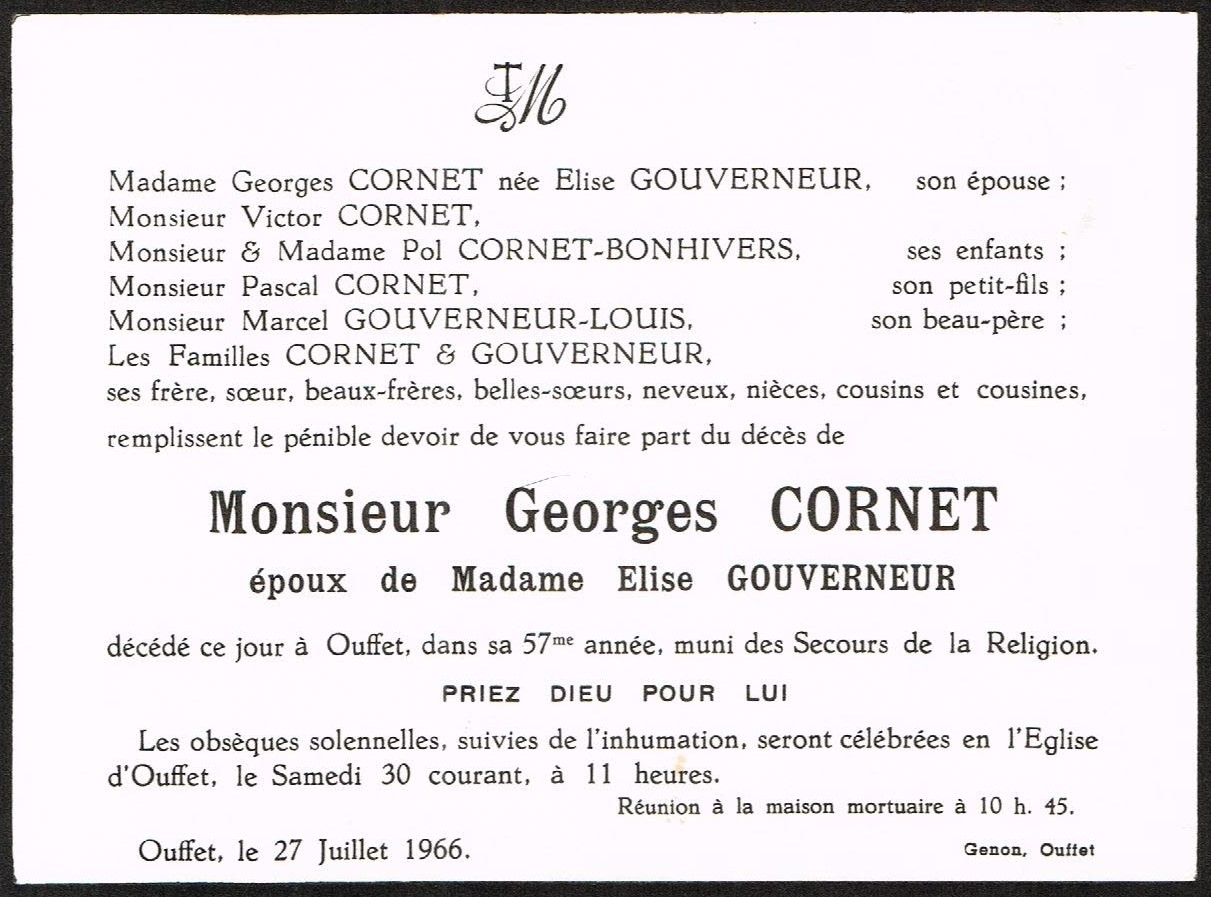 M
Madame Georges CORNET née Elise GOUVERNEUR, son épouse ;
Monsieur Victor CORNET,
Monsieur & Madame Pol CORNET-BONHIVERS, ses enfants ;
Monsieur Pascal CORNET, son petit-fils ;
Monsieur Marcel GOUVERNEUR-LOUIS, son beau-père ;
Les Familles CORNET & GOUVERNEUR,
ses frère, sœur, beaux-frères, belles-sœurs, neveux, nièces, cousins et cousines,
remplissent le pénible devoir de vous faire part du décès de
Monsieur Georges CORNET
époux de Madame Elise GOUVERNEUR
décédé ce jour à Ouffet, dans sa 57me année, muni des Secours de la Religion.
PRIEZ DIEU POUR LUI
Les obsèques solennelles, suivies de l'inhumation, seront célébrées en l'Eglise
d'Ouffet, le Samedi 30 courant, à 11 heures.
Réunion à la maison mortuaire à 10 h. 45.
Ouffet, le 27 Juillet 1966.
Genon, Ouffet